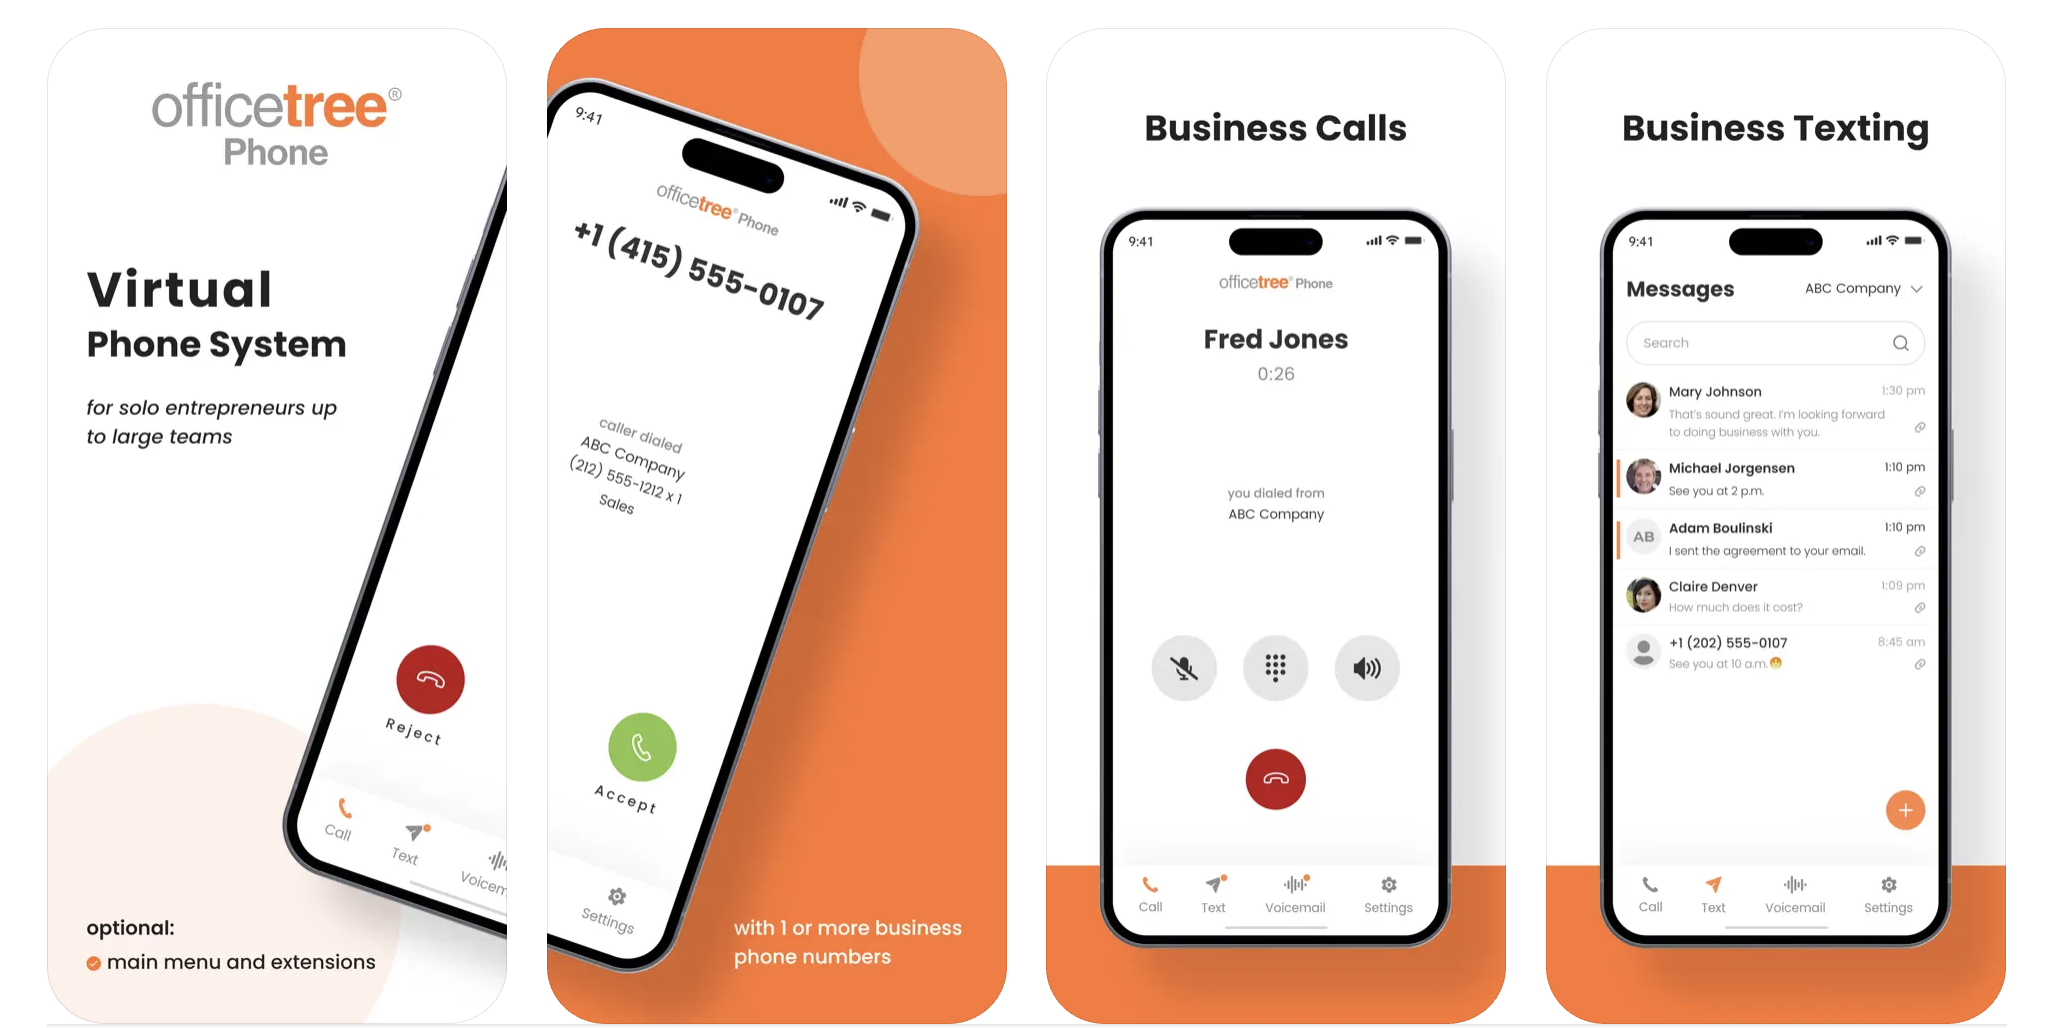 officetree®
Phone
Virtual
Phone System
for solo entrepreneurs up
to large teams
Reject
Call
Text
Voicem
optional:
main menu and extensions
9:41
officetree® Phone
+1 (415) 555-0107
caller dialed
ABC Company
(212) 555-1212 x 1
Sales
Accept
Settings
with 1 or more business
phone numbers
Business Calls
9:41
officetree® Phone
Fred Jones
0:26
you dialed from
ABC Company
Call Text Voicemail Settings
Business Texting
9:41
Messages ABC Company
Search
Mary Johnson 1:30 pm
That's sound great. I'm looking forward
to doing business with you.
Michael Jorgensen 1:10 pm
See you at 2 p.m.
AB Adam Boulinski 1:10 pm
I sent the agreement to your email.
Claire Denver 1:09 pm
How much does it cost?
+1 (202) 555-0107 8:45 am
See you at 10 a.m.😬
Call Text Voicemail Settings